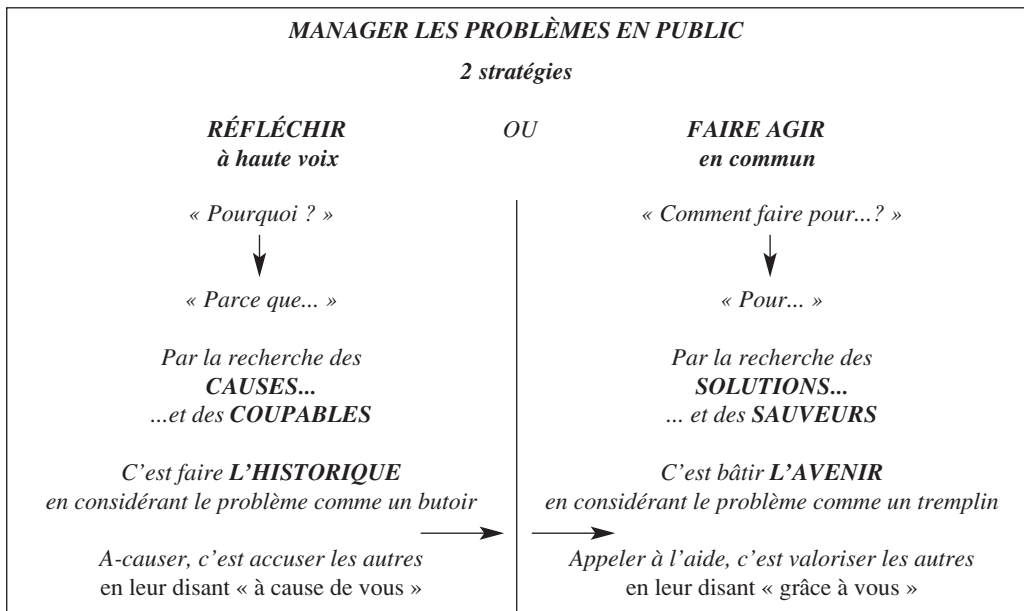 MANAGER LES PROBLÈMES EN PUBLIC
2 stratégies
RÉFLÉCHIR
à haute voix
OU
FAIRE AGIR
en commun
« Pourquoi ? »
« Parce que... »
Par la recherche des
CAUSES...
...et des COUPABLES
C’est faire L’HISTORIQUE
en considérant le problème comme un butoir
A-causer, c’est accuser les autres
en leur disant « à cause de vous »
« Comment faire pour...? »
« Pour... »
Par la recherche des
SOLUTIONS...
... et des SAUVEURS
C’est bâtir L’AVENIR
en considérant le problème comme un tremplin
Appeler à l’aide, c’est valoriser les autres
en leur disant « grâce à vous »